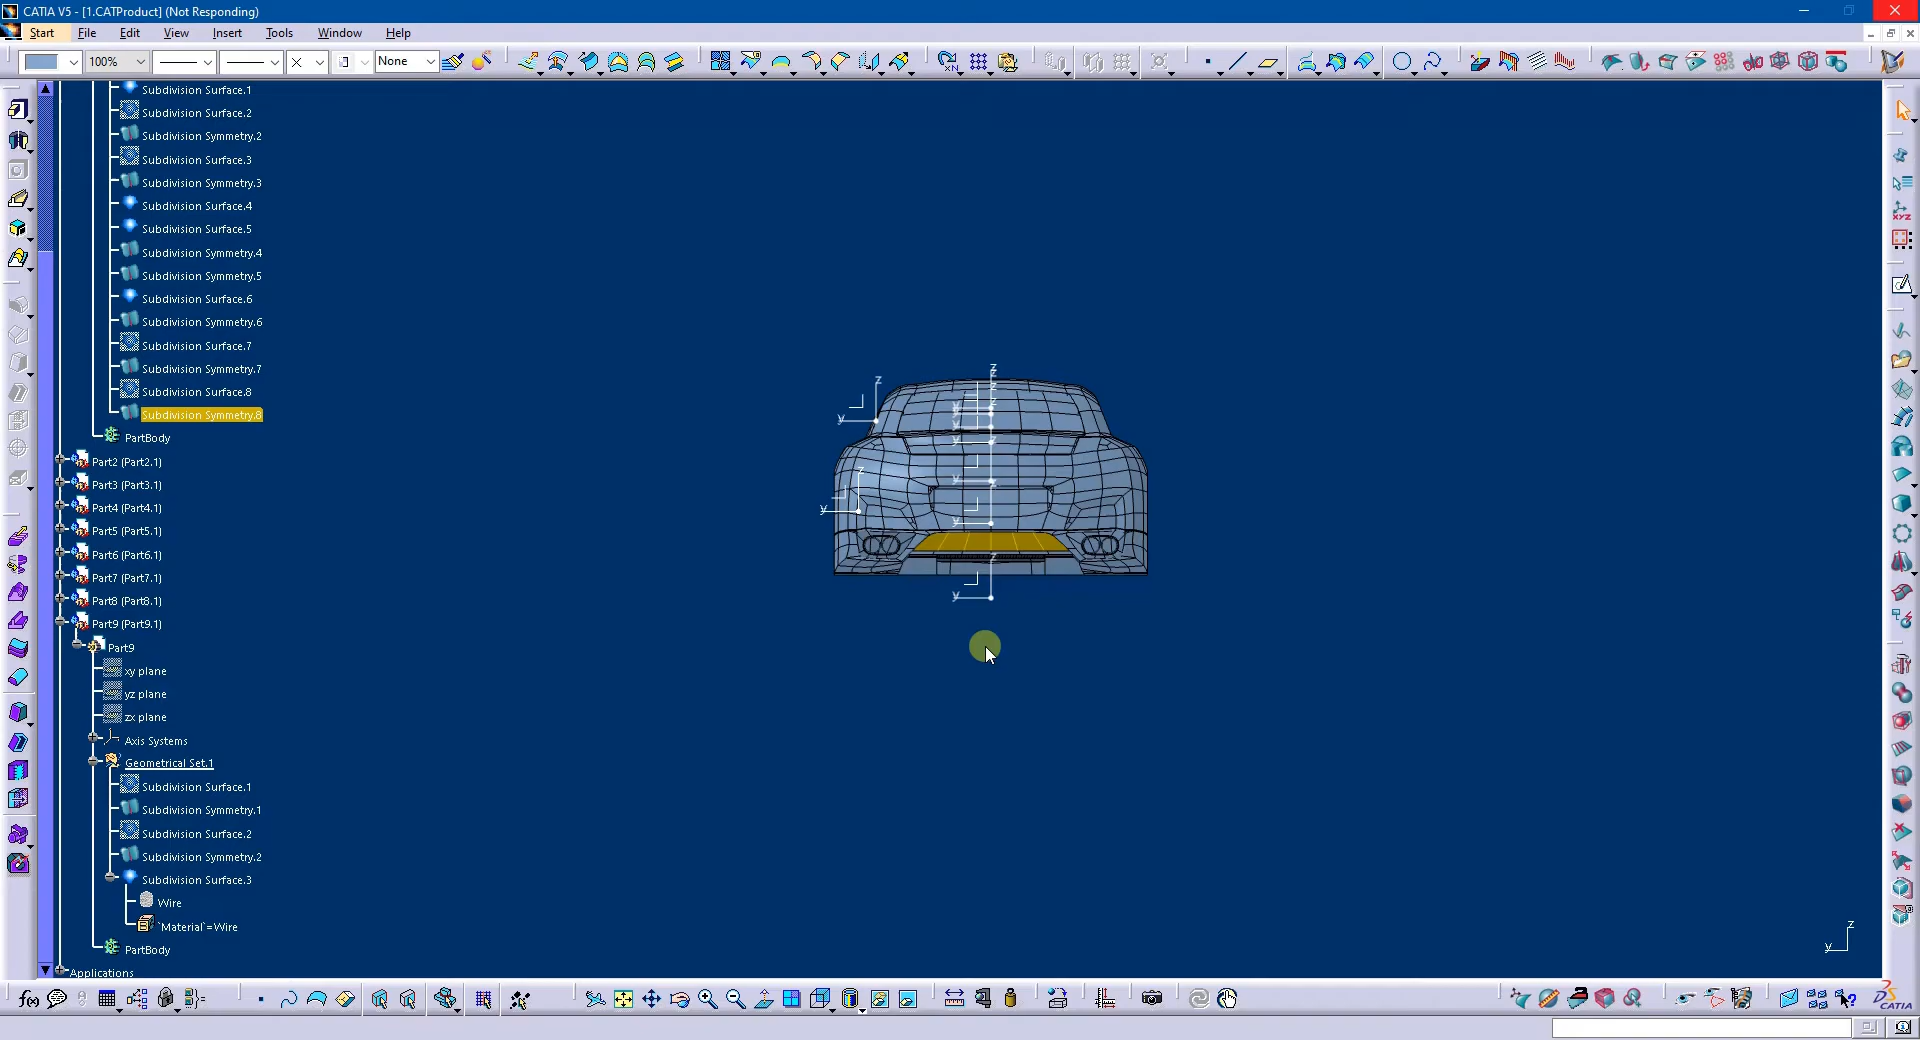 CATIA V5 - [1.CATProduct] (Not Responding)
Start File Edit View Insert Tools Window Help
100% None
Subdivision Surface.1
Subdivision Surface.2
Subdivision Symmetry.2
Subdivision Surface.3
Subdivision Symmetry.3
Subdivision Surface.4
Subdivision Surface.5
Subdivision Symmetry.4
Subdivision Symmetry.5
Subdivision Surface.6
Subdivision Symmetry.6
Subdivision Surface.7
Subdivision Symmetry.7
Subdivision Surface.8
Subdivision Symmetry.8
PartBody
Part2 (Part2.1)
Part3 (Part3.1)
Part4 (Part4.1)
Part5 (Part5.1)
Part6 (Part6.1)
Part7 (Part7.1)
Part8 (Part8.1)
Part9 (Part9.1)
Part9
xy plane
yz plane
zx plane
Axis Systems
Geometrical Set.1
Subdivision Surface.1
Subdivision Symmetry.1
Subdivision Surface.2
Subdivision Symmetry.2
Subdivision Surface.3
Wire
`Material`=Wire
PartBody
Applications
z
y
z
y
z
y
z
y
z
y
f(x)
CATIA